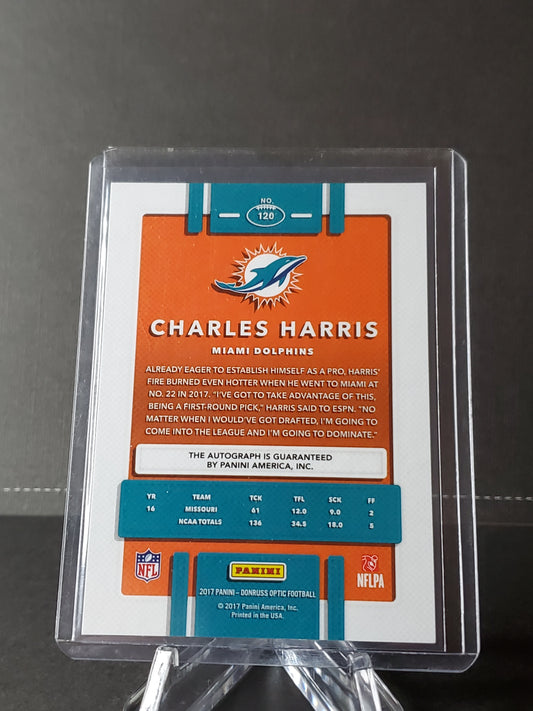 NO.
120
CHARLES HARRIS
MIAMI DOLPHINS
ALREADY EAGER TO ESTABLISH HIMSELF AS A PRO, HARRIS'
FIRE BURNED EVEN HOTTER WHEN HE WENT TO MIAMI AT
NO. 22 IN 2017. "I'VE GOT TO TAKE ADVANTAGE OF THIS,
BEING A FIRST-ROUND PICK," HARRIS SAID TO ESPN. "NO
MATTER WHEN I WOULD'VE GOT DRAFTED, I'M GOING TO
COME INTO THE LEAGUE AND I'M GOING TO DOMINATE."
THE AUTOGRAPH IS GUARANTEED
BY PANINI AMERICA, INC.
YR TEAM TCK TFL SCK FF
16 MISSOURI 61 12.0 9.0 2
NCAA TOTALS 136 34.5 18.0 5
NFL
PANINI
NFLPA
2017 PANINI - DONRUSS OPTIC FOOTBALL
© 2017 Panini America, Inc.
Printed in the USA.